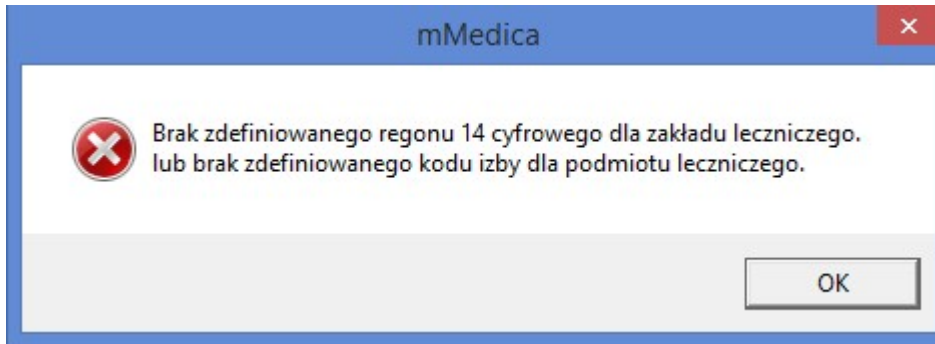 mMedica
Brak zdefiniowanego regonu 14 cyfrowego dla zakładu leczniczego.
lub brak zdefiniowanego kodu izby dla podmiotu leczniczego.
OK